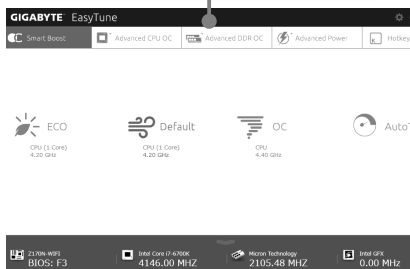 GIGABYTE™ EasyTune
Smart Boost
Advanced CPU OC
Advanced DDR OC
Advanced Power
K Hotkey
ECO
CPU (1 Core)
4.20 GHz
Default
CPU (1 Core)
4.20 GHz
OC
CPU
4.40 GHz
Auto
Z170N-WIFI
BIOS: F3
Intel Core i7-6700K
4146.00 MHZ
Micron Technology
2105.48 MHZ
Intel GFX
0.00 MHz